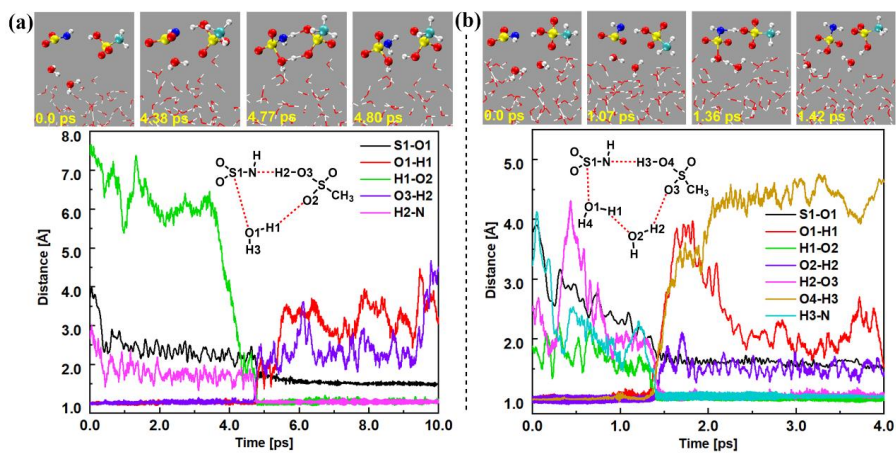 (a)
0.0 ps
4.38 ps
4.77 ps
4.80 ps
8.0
7.0
6.0
5.0
4.0
3.0
2.0
1.0
Distance [Å]
0.0 2.0 4.0 6.0 8.0 10.0
Time [ps]
S1-O1
O1-H1
H1-O2
O3-H2
H2-N
H
O S1-N H2-O3 O
O S
O2 CH3
O1-H1
H3
(b)
0.0 ps
1.07 ps
1.36 ps
1.42 ps
5.0
4.0
3.0
2.0
1.0
Distance [Å]
0.0 1.0 2.0 3.0 4.0
Time [ps]
H
O S1-N H3-O4 O
O S
O3 CH3
O1 H1
H4 H2
O2
H
S1-O1
O1-H1
H1-O2
O2-H2
H2-O3
O4-H3
H3-N